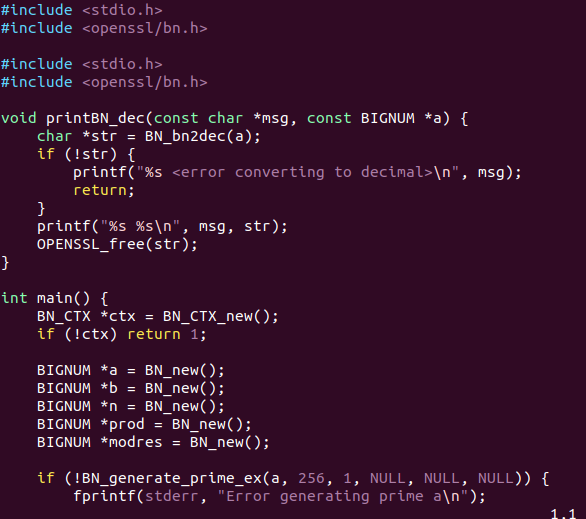 #include <stdio.h>
#include <openssl/bn.h>

#include <stdio.h>
#include <openssl/bn.h>

void printBN_dec(const char *msg, const BIGNUM *a) {
    char *str = BN_bn2dec(a);
    if (!str) {
        printf("%s <error converting to decimal>\n", msg);
        return;
    }
    printf("%s %s\n", msg, str);
    OPENSSL_free(str);
}

int main() {
    BN_CTX *ctx = BN_CTX_new();
    if (!ctx) return 1;

    BIGNUM *a = BN_new();
    BIGNUM *b = BN_new();
    BIGNUM *n = BN_new();
    BIGNUM *prod = BN_new();
    BIGNUM *modres = BN_new();

    if (!BN_generate_prime_ex(a, 256, 1, NULL, NULL, NULL)) {
        fprintf(stderr, "Error generating prime a\n");
1.1